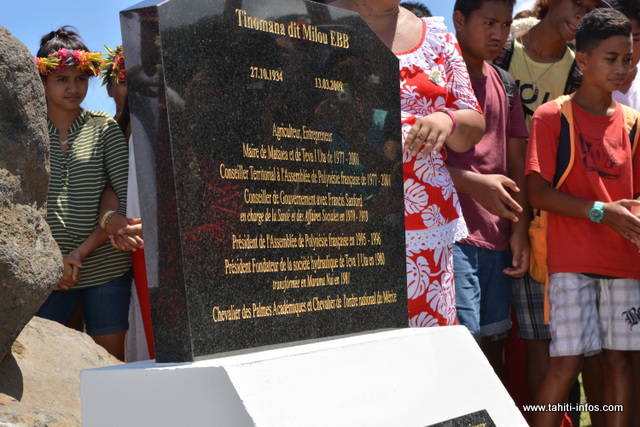 Tinomana dit Milou EBB
27.10.1934 13.03.2009
Agriculteur, Entrepreneur
Maire de Mataiea et de Teva I Uta de 1977 - 2001
Conseiller Territorial à l'Assemblée de Polynésie française de 1977 - 2001
Conseiller de Gouvernement avec Francis Sanford,
en charge de la Santé et des Affaires Sociales en 1978 - 1979
Président de l'Assemblée de Polynésie française en 1995 - 1996
Président Fondateur de la société hydraulique de Teva I Uta en 1980
transformée en Marama Nui en 1981
Chevalier des Palmes Académiques et Chevalier de l'ordre national du Mérite
www.tahiti-infos.com